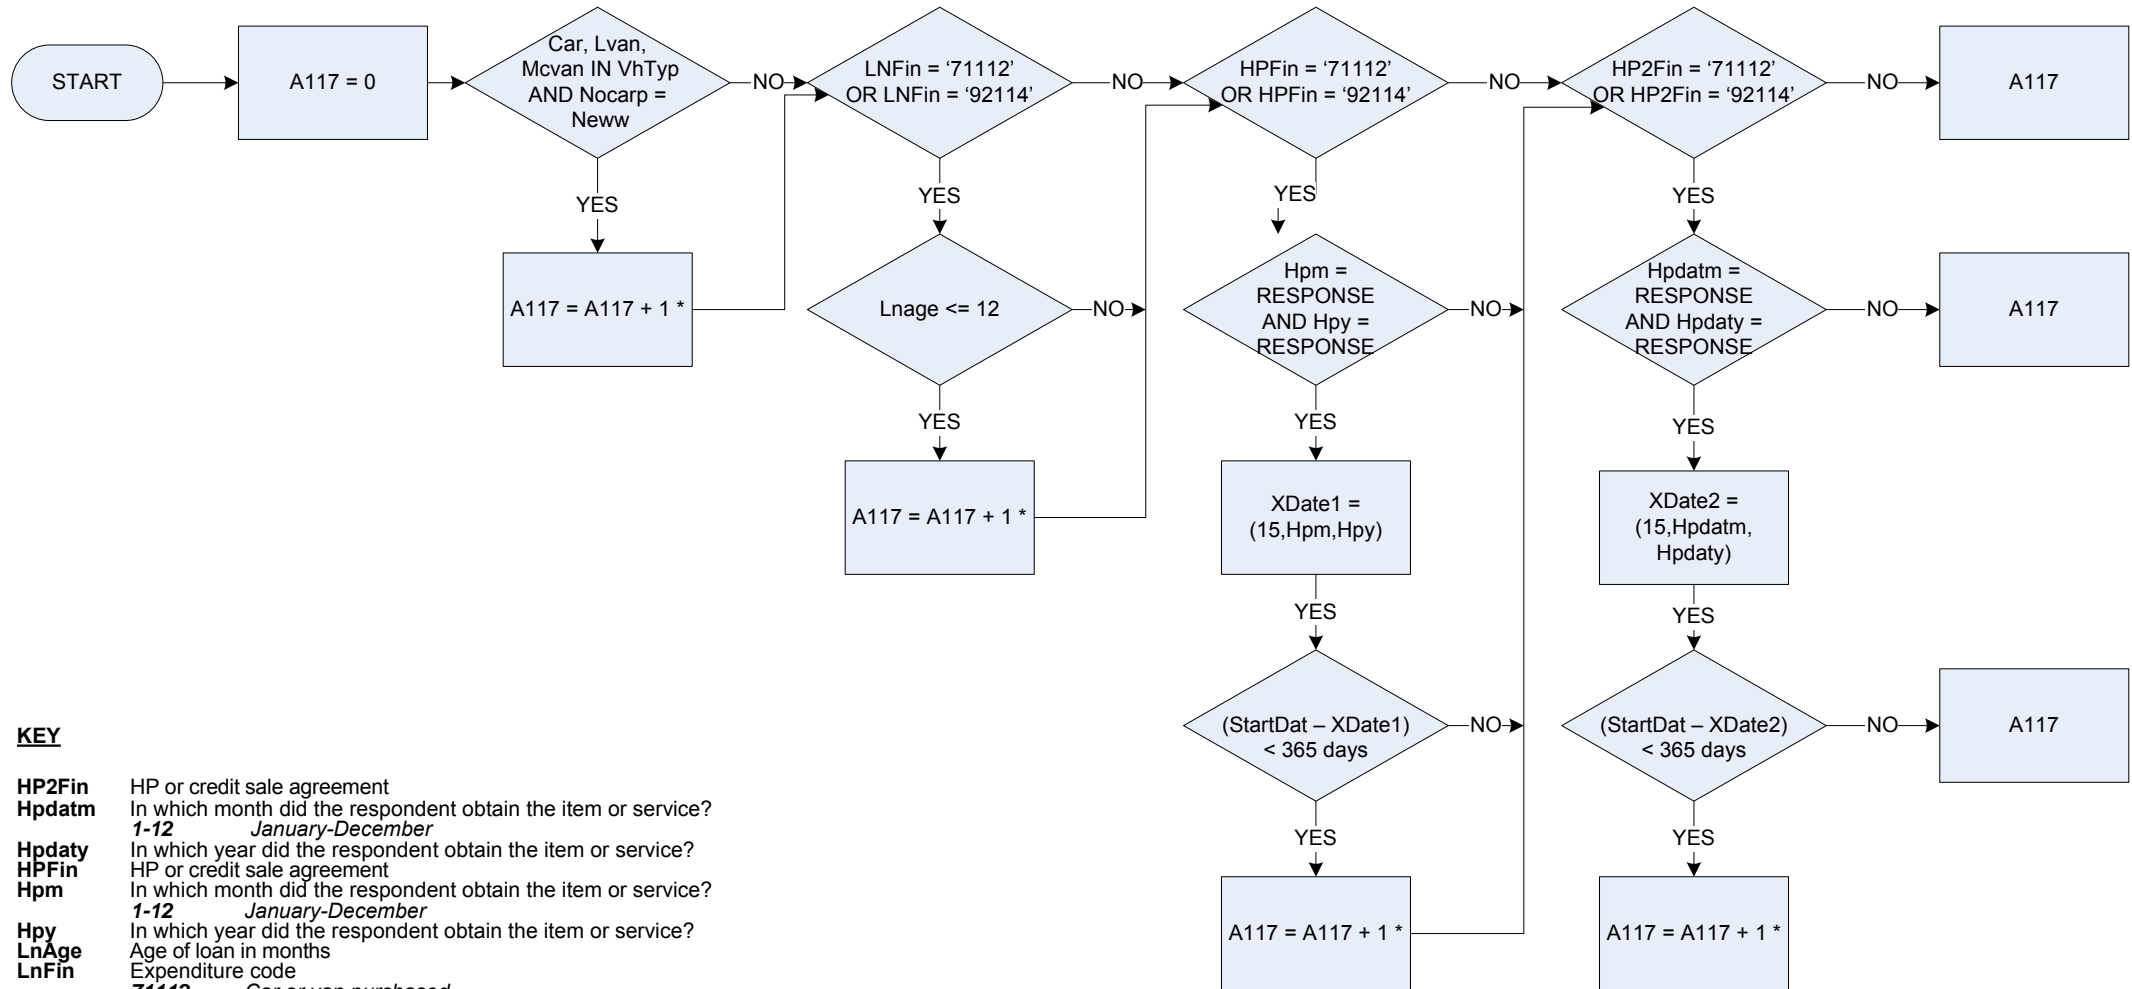 START
A117 = 0
Car, Lvan,
Mcvan IN VhTyp
AND Nocarp =
Neww
NO
LNFin = ‘71112’
OR LNFin = ‘92114’
NO
HPFin = ‘71112’
OR HPFin = ‘92114’
NO
HP2Fin = ‘71112’
OR HP2Fin = ‘92114’
NO
A117
YES
YES
YES
YES
A117 = A117 + 1 *
Lnage <= 12
NO
Hpm =
RESPONSE
AND Hpy =
RESPONSE
NO
Hpdatm =
RESPONSE
AND Hpdaty =
RESPONSE
NO
A117
YES
YES
YES
A117 = A117 + 1 *
XDate1 =
(15,Hpm,Hpy)
XDate2 =
(15,Hpdatm,
Hpdaty)
YES
YES
(StartDat – XDate1)
< 365 days
NO
(StartDat – XDate2)
< 365 days
NO
A117
YES
YES
A117 = A117 + 1 *
A117 = A117 + 1 *
KEY
HP2Fin HP or credit sale agreement
Hpdatm In which month did the respondent obtain the item or service?
1-12 January-December
Hpdaty In which year did the respondent obtain the item or service?
HPFin HP or credit sale agreement
Hpm In which month did the respondent obtain the item or service?
1-12 January-December
Hpy In which year did the respondent obtain the item or service?
LnAge Age of loan in months
LnFin Expenditure code
71112 Car or van purchased